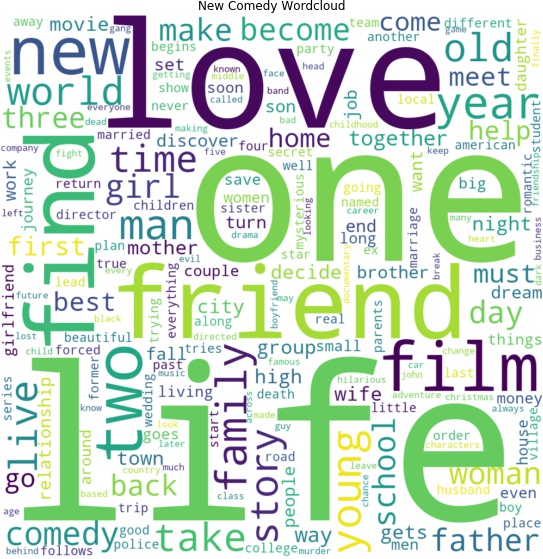 New Comedy Wordcloud
away movie gang make become come team another different game finally
new love old daughter
begins set known middle soon called face party head
world show getting band son job local meet year events
never bad
three everyone dead making childhood help student
married discover four home together friendship
company fight time five secret want keep american romantic
find one
work journey return girl children save women well mysterious looking going named career big many
left director man sister turn star drama end long marriage night heart business
first plan mother documentary ex dark
true evil couple decide brother must
girlfriend lead every friend break dream
future best trying everything city boyfriend may real parents day
lost black beautiful along directed things
child forced two fall tries group small film
series live former past music famous high hilarious change car last
relationship know wedding living family death john adventure christmas
life across made wife little money always
go around look goes start guy young school order characters house village
town later story road people woman
age based country much back class chance leave husband even
trip boy
comedy good take way gets place
behind follows police college murder men father